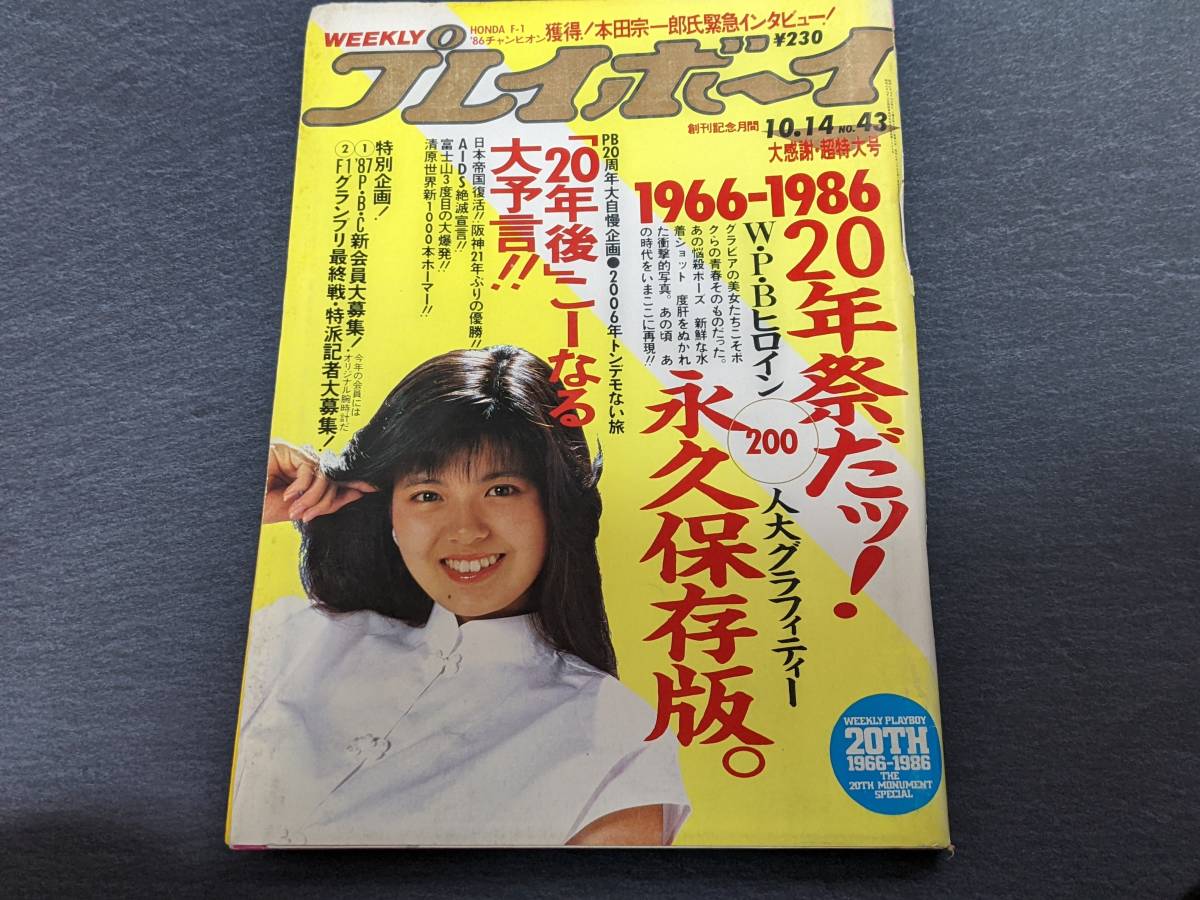 HONDA F-1
'86チャンピオン獲得!本田宗一郎氏緊急インタビュー!
WEEKLY
プレイボーイ
¥230
創刊記念月間
10.14 NO.43
大感謝・超特大号
1966-1986
20年祭だッ!
W・P・Bヒロイン
200
人大グラフィティー
グラビアの美女たちこそボ
クらの青春そのものだった。
あの悩殺ポーズ 新鮮な水
着ショット 度肝をぬかれ
た衝撃的写真。あの頃 あ
の時代をいまここに再現!!
永久保存版。
PB20周年大自慢企画●2006年トンデモない旅
「20年後」こーなる
大予言!!
日本帝国復活!!阪神21年ぶりの優勝!!
AIDS絶滅宣言!!
富士山3度目の大爆発!!
清原世界新1000本ホーマー!!
特別企画!
①'87P・B・C新会員大募集!
今年の会員には
オリジナル腕時計だ
②F1グランプリ最終戦・特派記者大募集!
WEEKLY PLAYBOY
20TH
1966-1986
THE
20TH MONUMENT
SPECIAL